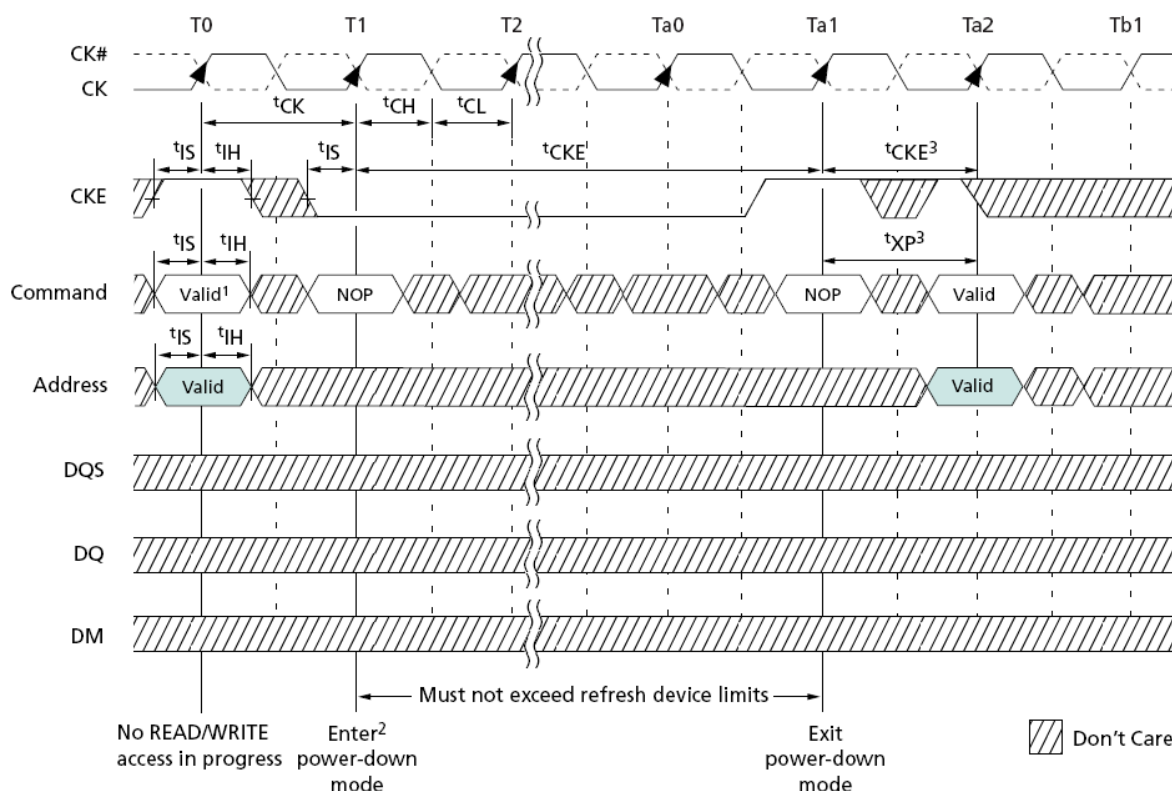 T0 T1 T2 Ta0 Ta1 Ta2 Tb1
CK#
CK
tCK tCH tCL
tIS tIH tIS tCKE tCKE3
CKE
tIS tIH tXP3
Command Valid1 NOP NOP Valid
tIS tIH
Address Valid Valid
DQS
DQ
DM
Must not exceed refresh device limits
No READ/WRITE
access in progress
Enter2
power-down
mode
Exit
power-down
mode
Don't Care